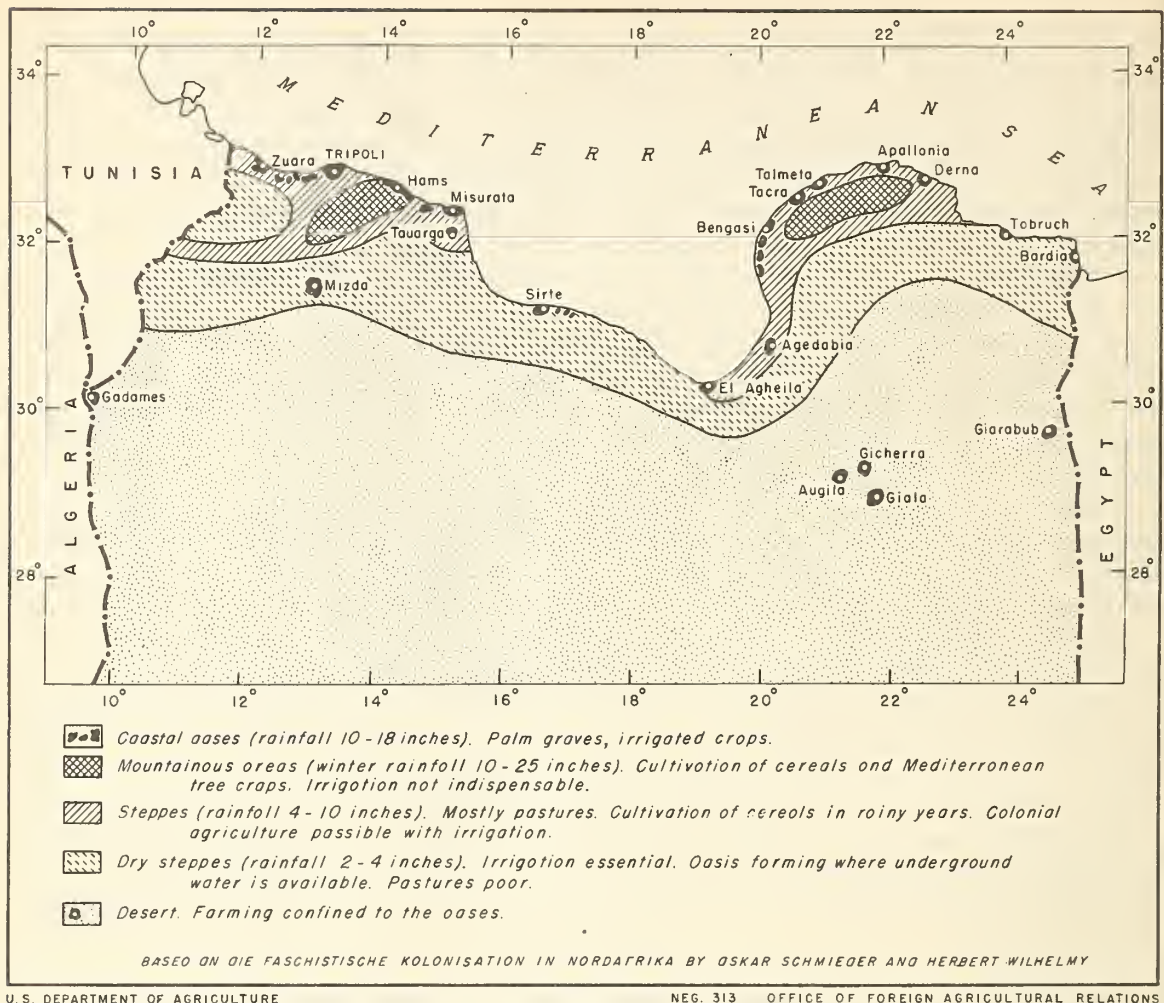 10° 12° 14° 16° 18° 20° 22° 24°
34° 34°
MEDITERRANEAN SEA
TUNISIA
Zuara
TRIPOLI
Hams
Misurata
Tauarga
Apallonia
Derna
Talmeta
Tacra
Bengasi
Tobruch
Bardia
32° 32°
Mizda
Sirte
Agedabia
El Agheila
30° 30°
Gadames
Giarabub
Gicherra
Augila
Giala
ALGERIA
EGYPT
28° 28°
10° 12° 14° 16° 18° 20° 22° 24°
Coastal oases (rainfall 10-18 inches). Palm graves, irrigated crops.
Mountainous oreas (winter rainfall 10-25 inches). Cultivotion of cereals ond Mediterronean
tree crops. Irrigation not indispensable.
Steppes (rainfall 4-10 inches). Mostly pastures. Cultivation of cereols in roiny years. Colonial
agriculture passible with irrigation.
Dry steppes (rainfall 2-4 inches). Irrigotion essential. Oasis forming where underground
water is available. Pastures poor.
Desert. Farming confined to the oases.
BASEO ON OIE FASCHISTISCHE KOLONISATION IN NORDAFRIKA BY OSKAR SCHMIEOER ANO HERBERT WILHELMY
U.S. DEPARTMENT OF AGRICULTURE
NEG. 313 OFFICE OF FOREIGN AGRICULTURAL RELATIONS